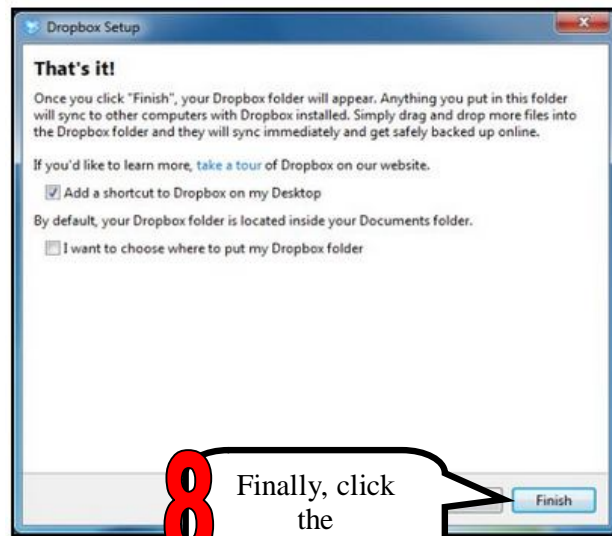 Dropbox Setup
That's it!
Once you click "Finish", your Dropbox folder will appear. Anything you put in this folder
will sync to other computers with Dropbox installed. Simply drag and drop more files into
the Dropbox folder and they will sync immediately and get safely backed up online.
If you'd like to learn more, take a tour of Dropbox on our website.
Add a shortcut to Dropbox on my Desktop
By default, your Dropbox folder is located inside your Documents folder.
I want to choose where to put my Dropbox folder
8
Finally, click
the
Finish